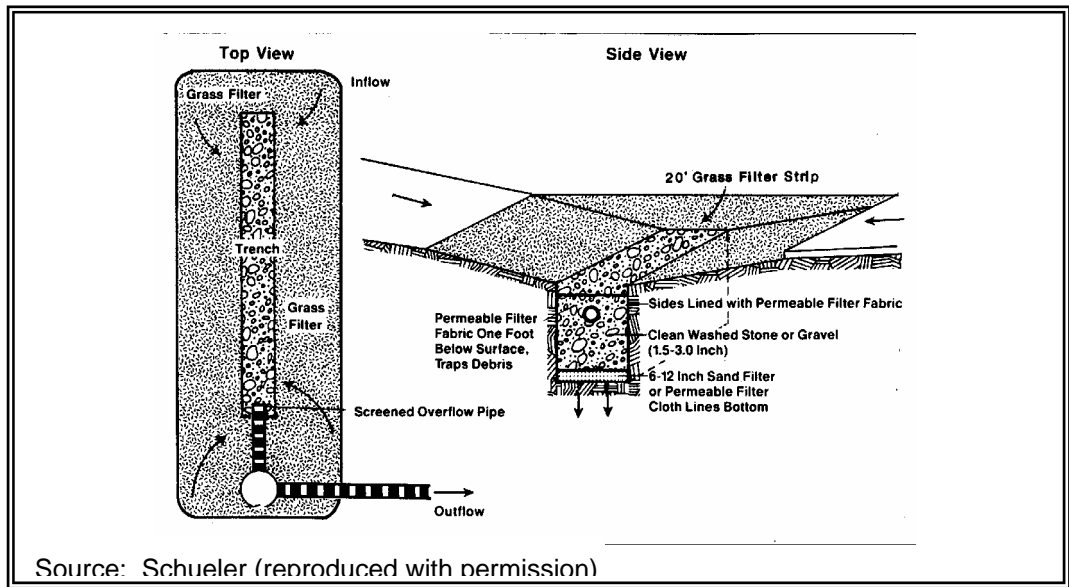 Top View
Side View
Grass Filter
Inflow
20' Grass Filter Strip
Trench
Grass
Filter
Permeable Filter
Fabric One Foot
Below Surface,
Traps Debris
Sides Lined with Permeable Filter Fabric
Clean Washed Stone or Gravel
(1.5-3.0 Inch)
6-12 Inch Sand Filter
or Permeable Filter
Cloth Lines Bottom
Screened Overflow Pipe
Outflow
Source: Schueler (reproduced with permission)